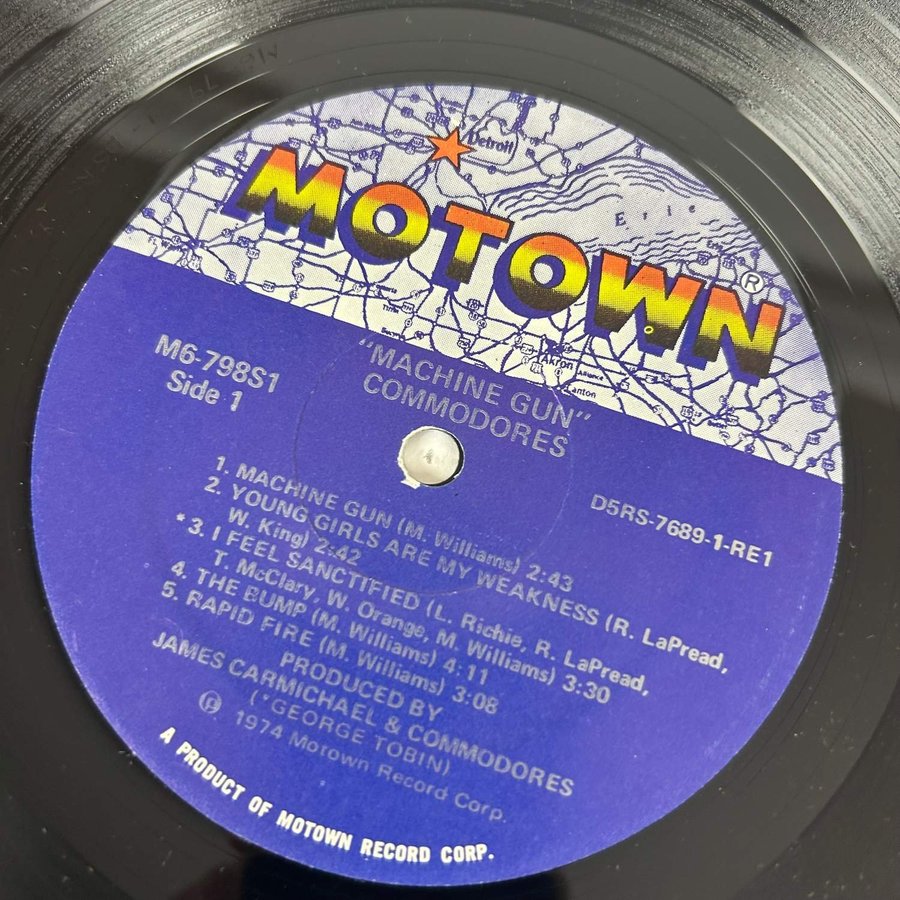 Detroit
MOTOWN®
Erie
Akron
Alliance
M6-798S1
Side 1
"MACHINE GUN"
COMMODORES
D5RS-7689-1-RE1
1. MACHINE GUN (M. Williams) 2:43
2. YOUNG GIRLS ARE MY WEAKNESS (R. LaPread,
W. King) 2:42
*3. I FEEL SANCTIFIED (L. Richie, R. LaPread,
T. McClary, W. Orange, M. Williams) 3:30
4. THE BUMP (M. Williams) 4:11
5. RAPID FIRE (M. Williams) 3:08
PRODUCED BY
JAMES CARMICHAEL & COMMODORES
(*GEORGE TOBIN)
℗ 1974 Motown Record Corp.
A PRODUCT OF MOTOWN RECORD CORP.